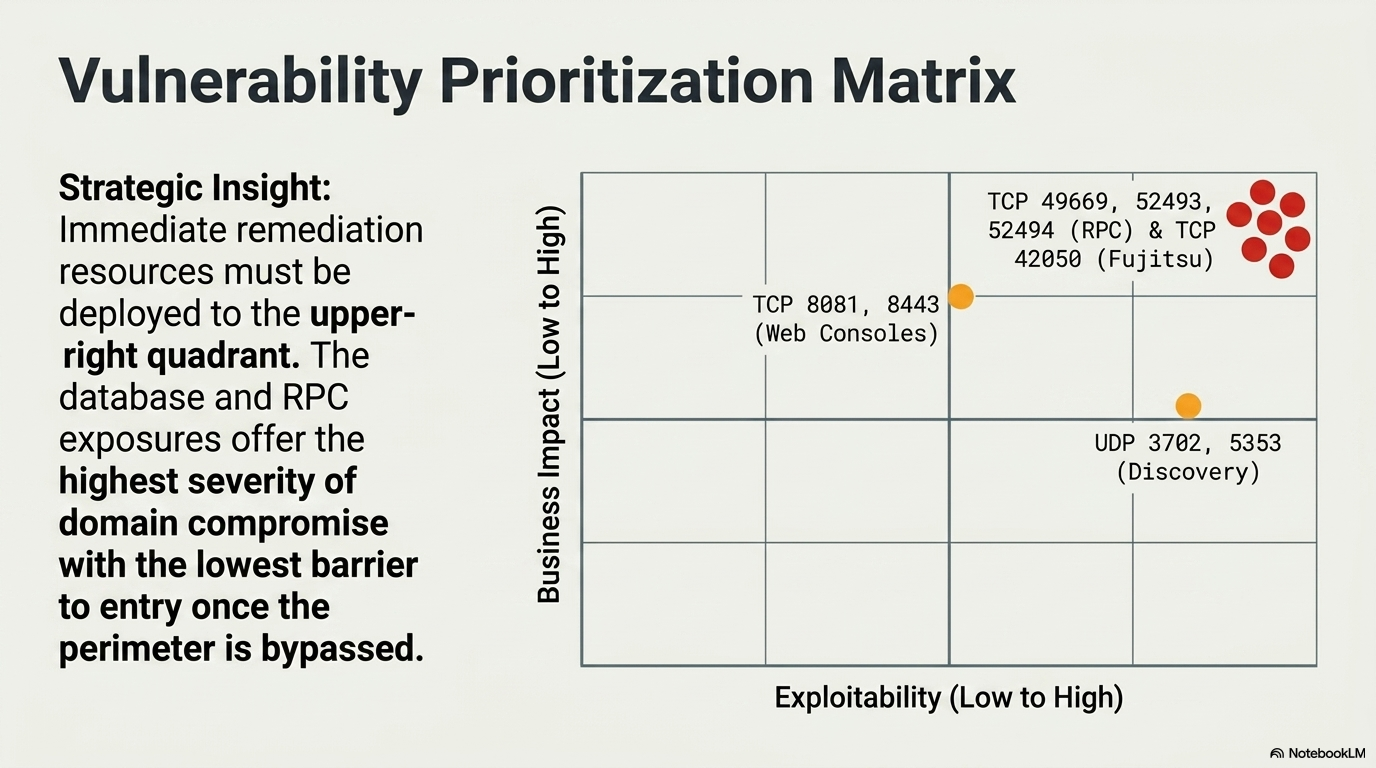 Vulnerability Prioritization Matrix
Strategic Insight:
Immediate remediation
resources must be
deployed to the upper-
right quadrant. The
database and RPC
exposures offer the
highest severity of
domain compromise
with the lowest barrier
to entry once the
perimeter is bypassed.
Business Impact (Low to High)
TCP 49669, 52493,
52494 (RPC) & TCP
42050 (Fujitsu)
TCP 8081, 8443
(Web Consoles)
UDP 3702, 5353
(Discovery)
Exploitability (Low to High)
NotebookLM